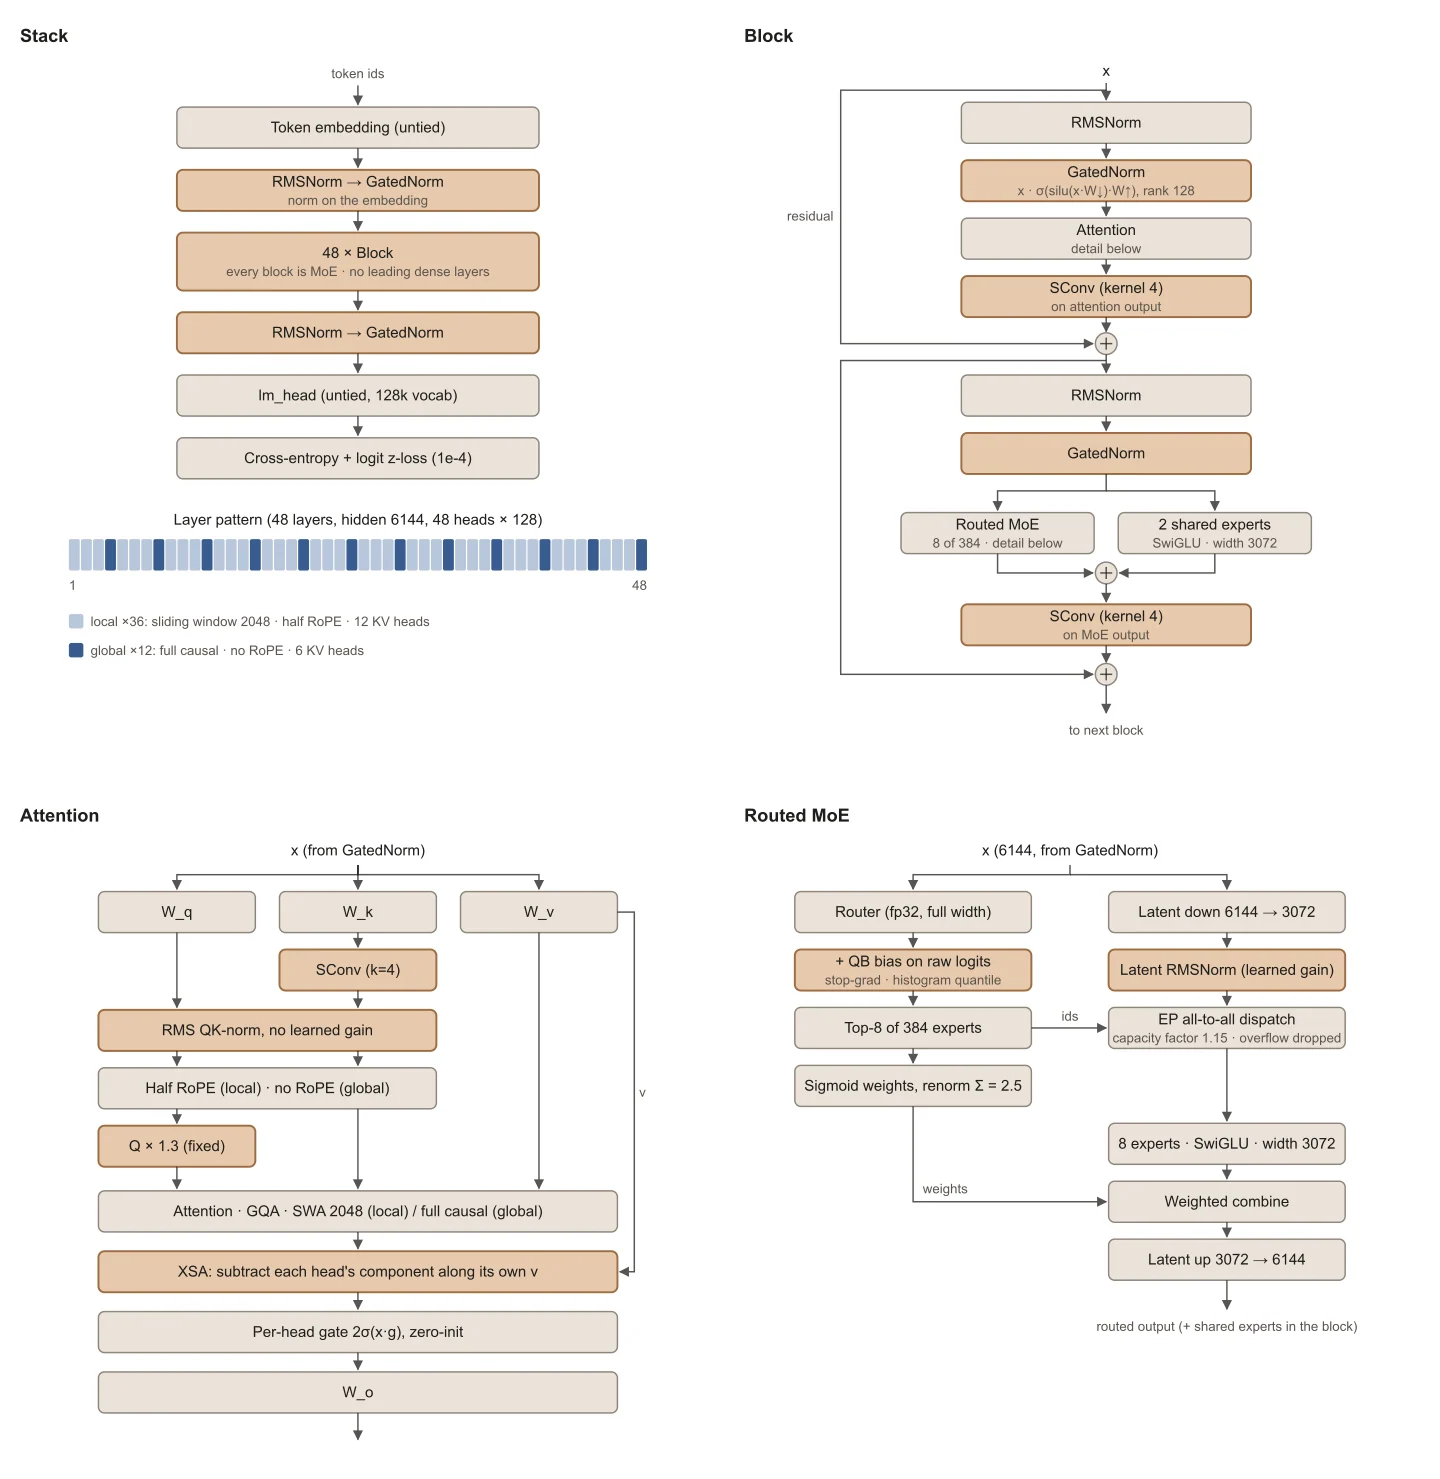 Stack
token ids
Token embedding (untied)
RMSNorm → GatedNorm
norm on the embedding
48 × Block
every block is MoE · no leading dense layers
RMSNorm → GatedNorm
lm_head (untied, 128k vocab)
Cross-entropy + logit z-loss (1e-4)
Layer pattern (48 layers, hidden 6144, 48 heads × 128)
1
48
local ×36: sliding window 2048 · half RoPE · 12 KV heads
global ×12: full causal · no RoPE · 6 KV heads
Block
x
RMSNorm
GatedNorm
x · σ(silu(x·W↓)·W↑), rank 128
residual
Attention
detail below
SConv (kernel 4)
on attention output
+
RMSNorm
GatedNorm
Routed MoE
8 of 384 · detail below
2 shared experts
SwiGLU · width 3072
+
SConv (kernel 4)
on MoE output
+
to next block
Attention
x (from GatedNorm)
W_q
W_k
W_v
SConv (k=4)
RMS QK-norm, no learned gain
Half RoPE (local) · no RoPE (global)
v
Q × 1.3 (fixed)
Attention · GQA · SWA 2048 (local) / full causal (global)
XSA: subtract each head's component along its own v
Per-head gate 2σ(x·g), zero-init
W_o
Routed MoE
x (6144, from GatedNorm)
Router (fp32, full width)
Latent down 6144 → 3072
+ QB bias on raw logits
stop-grad · histogram quantile
Latent RMSNorm (learned gain)
Top-8 of 384 experts
ids
EP all-to-all dispatch
capacity factor 1.15 · overflow dropped
Sigmoid weights, renorm Σ = 2.5
8 experts · SwiGLU · width 3072
weights
Weighted combine
Latent up 3072 → 6144
routed output (+ shared experts in the block)